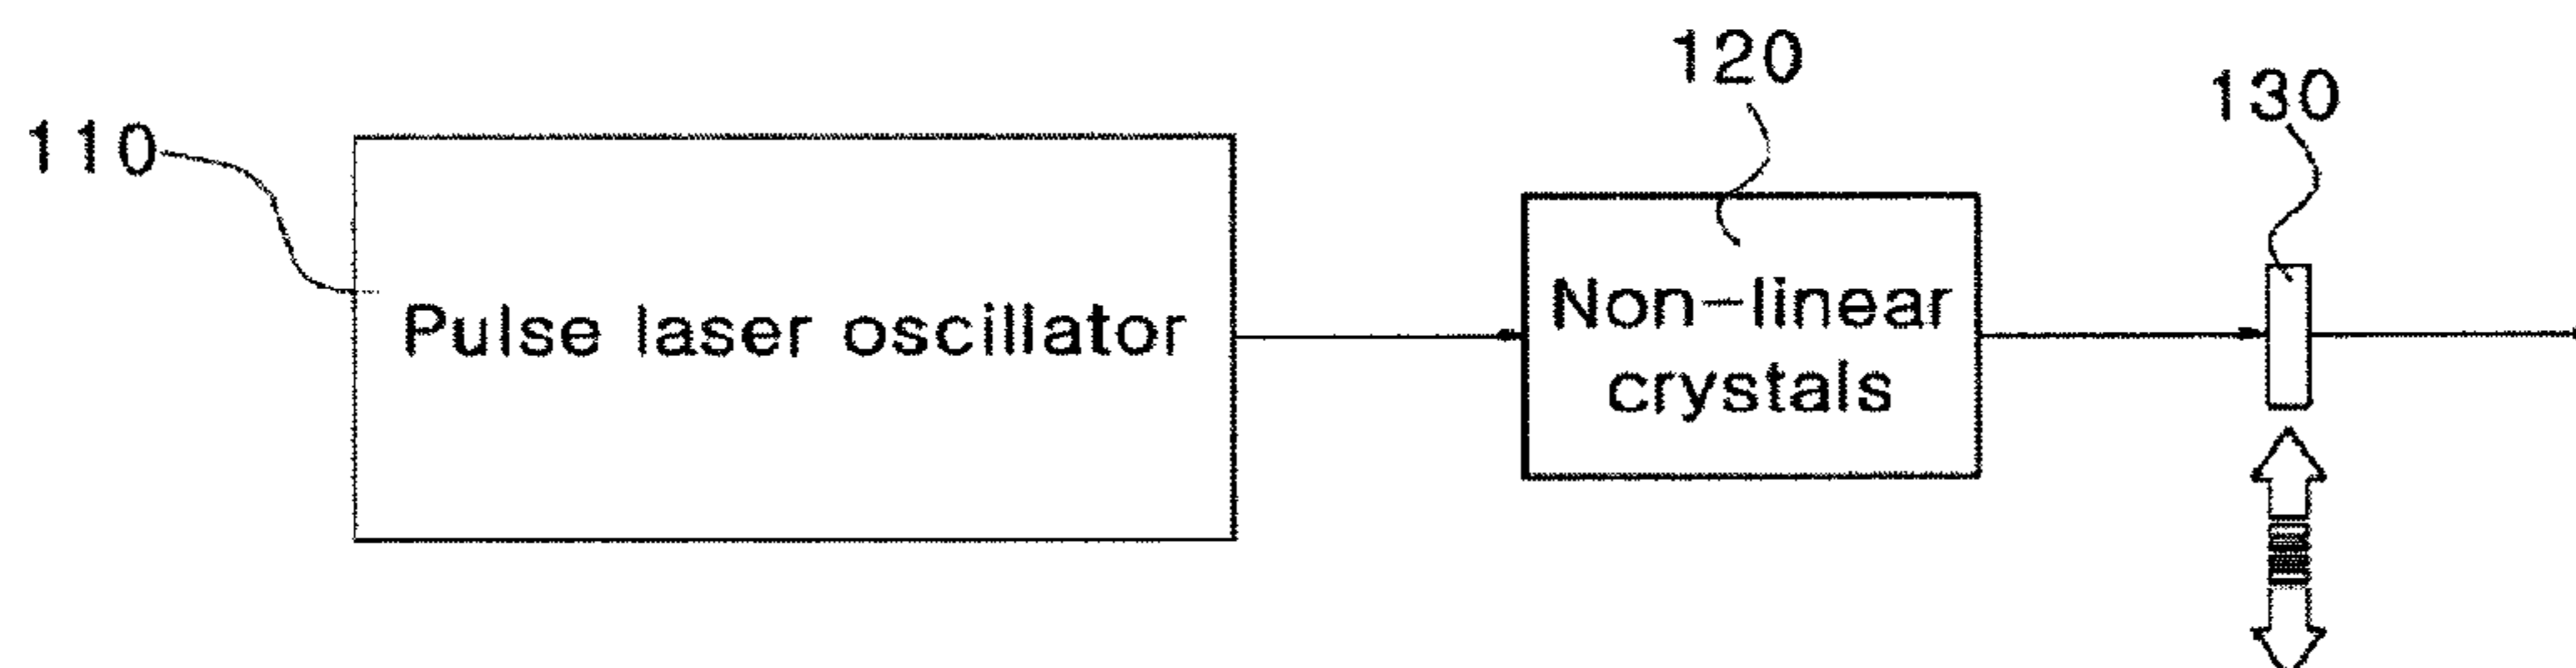 120
130
110
Pulse laser oscillator
Non-linear
crystals